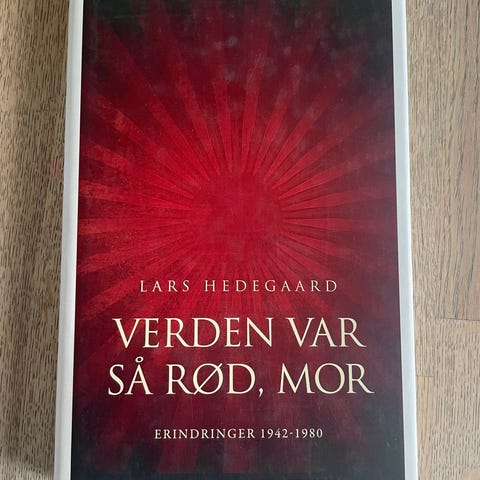 LARS HEDEGAARD
VERDEN VAR
SÅ RØD, MOR
ERINDRINGER 1942-1980